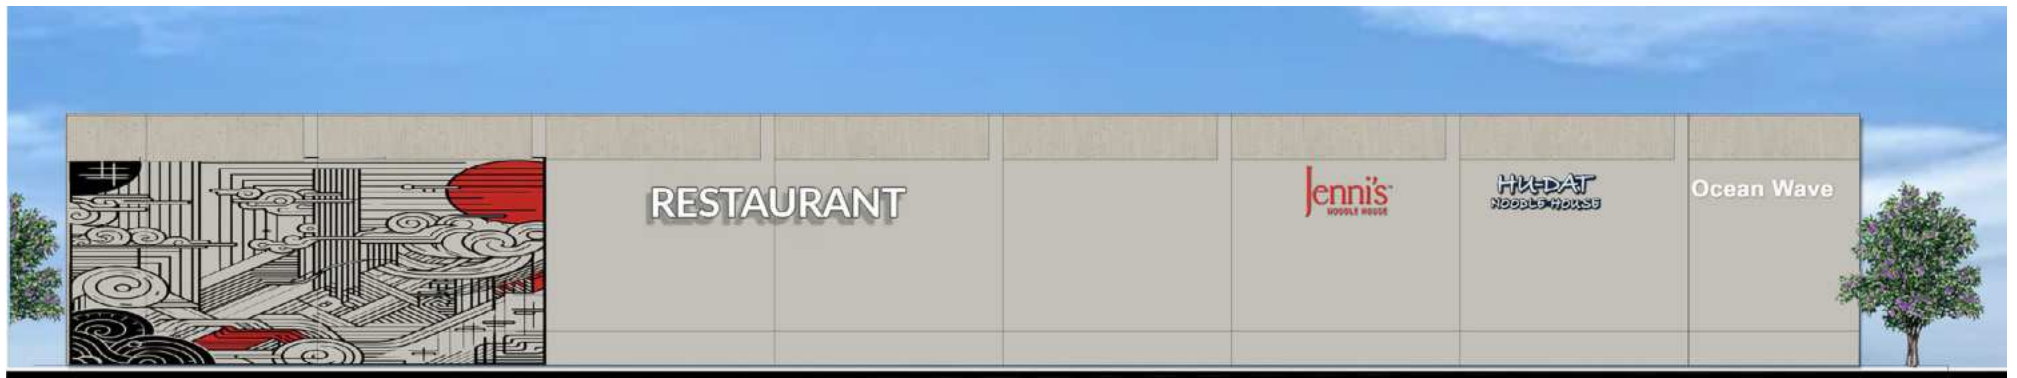 RESTAURANT
Jenni's
NOODLE HOUSE
HU-DAT
NOODLE HOUSE
Ocean Wave